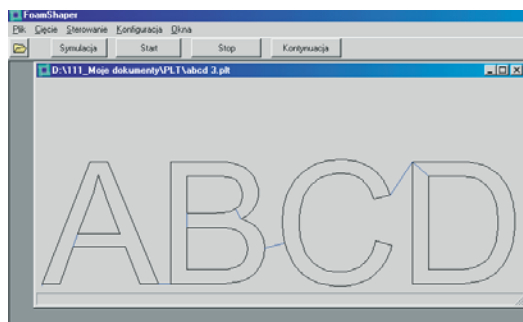 FoamShaper
Plik Cięcie Sterowanie Konfiguracja Okna
Symulacja Start Stop Kontynuacja
D:\111_Moje dokumenty\PLT\abcd 3.plt
ABCD